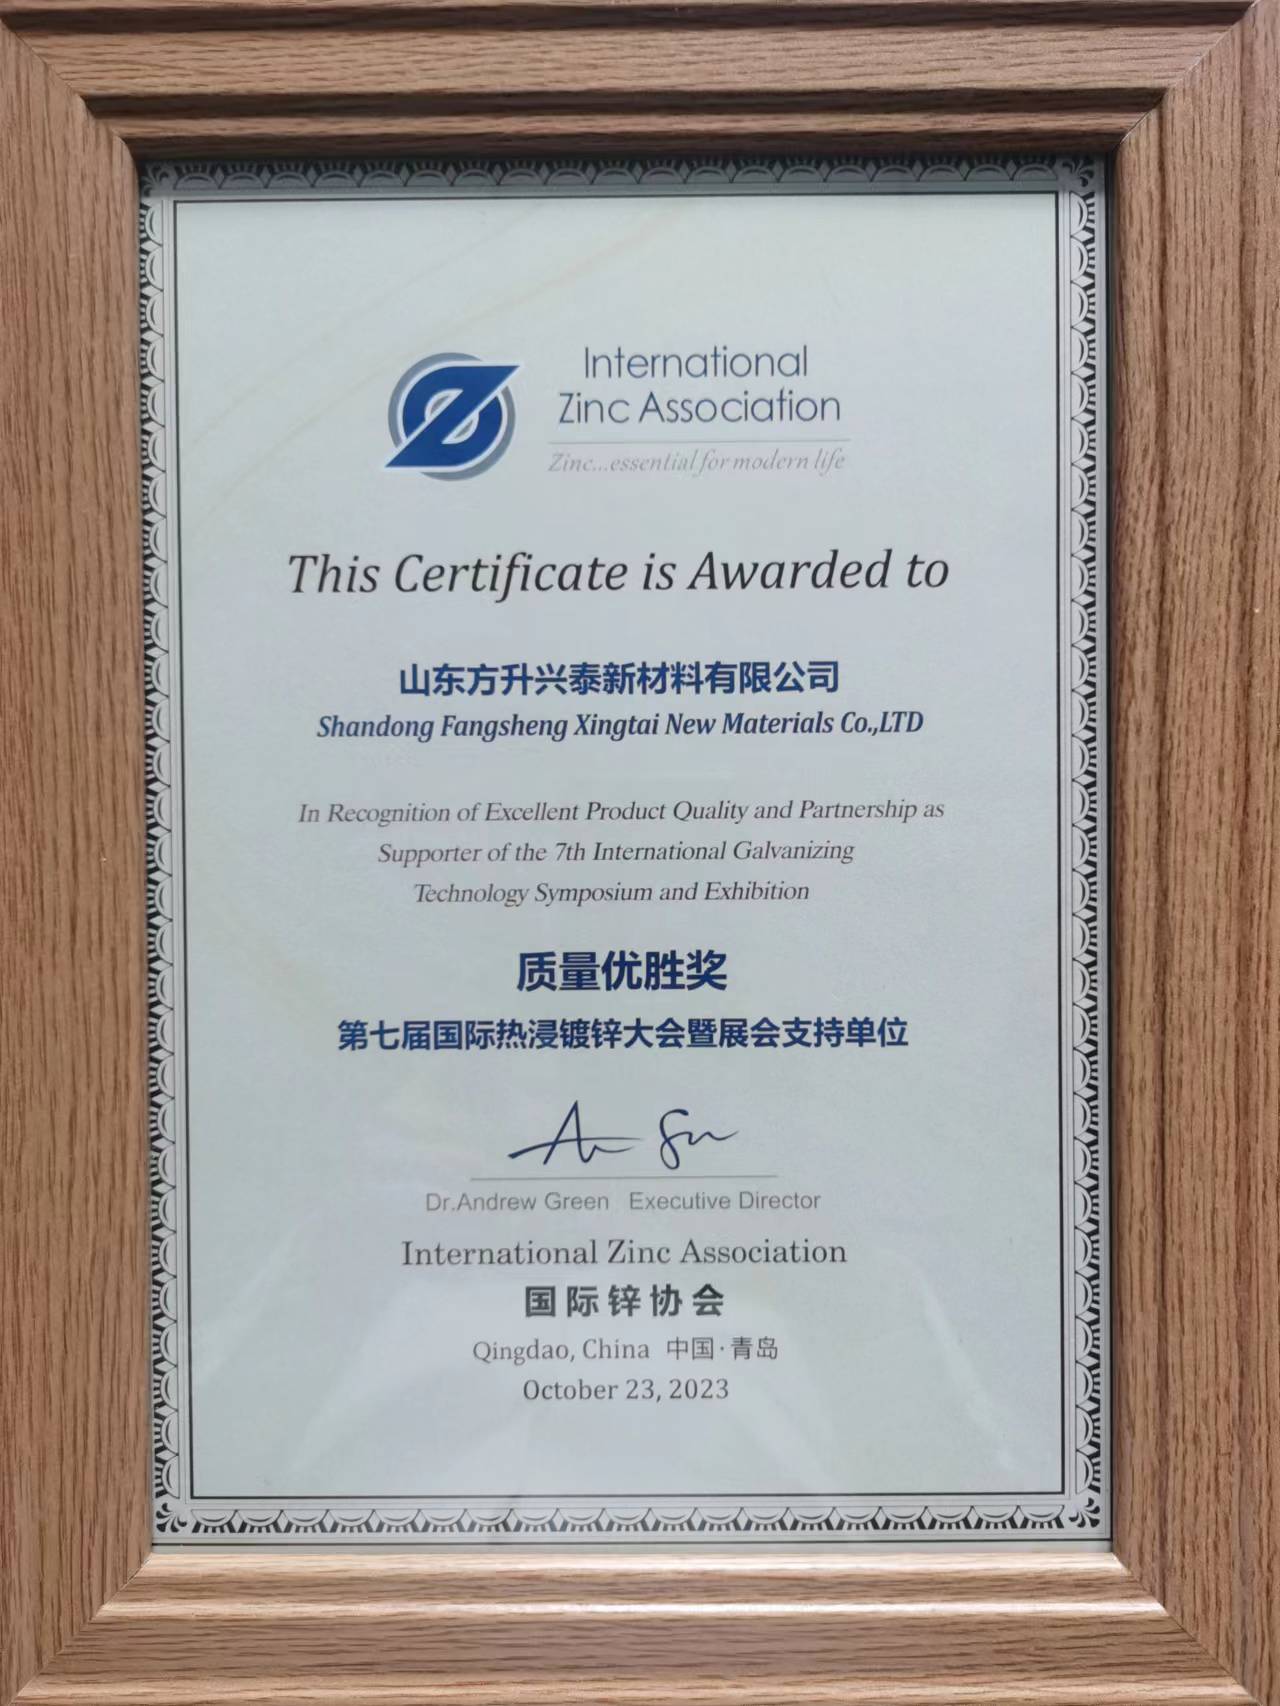 International
Zinc Association
Zinc...essential for modern life
This Certificate is Awarded to
山东方升兴泰新材料有限公司
Shandong Fangsheng Xingtai New Materials Co.,LTD
In Recognition of Excellent Product Quality and Partnership as
Supporter of the 7th International Galvanizing
Technology Symposium and Exhibition
质量优胜奖
第七届国际热浸镀锌大会暨展会支持单位
Dr.Andrew Green Executive Director
International Zinc Association
国际锌协会
Qingdao, China 中国·青岛
October 23, 2023